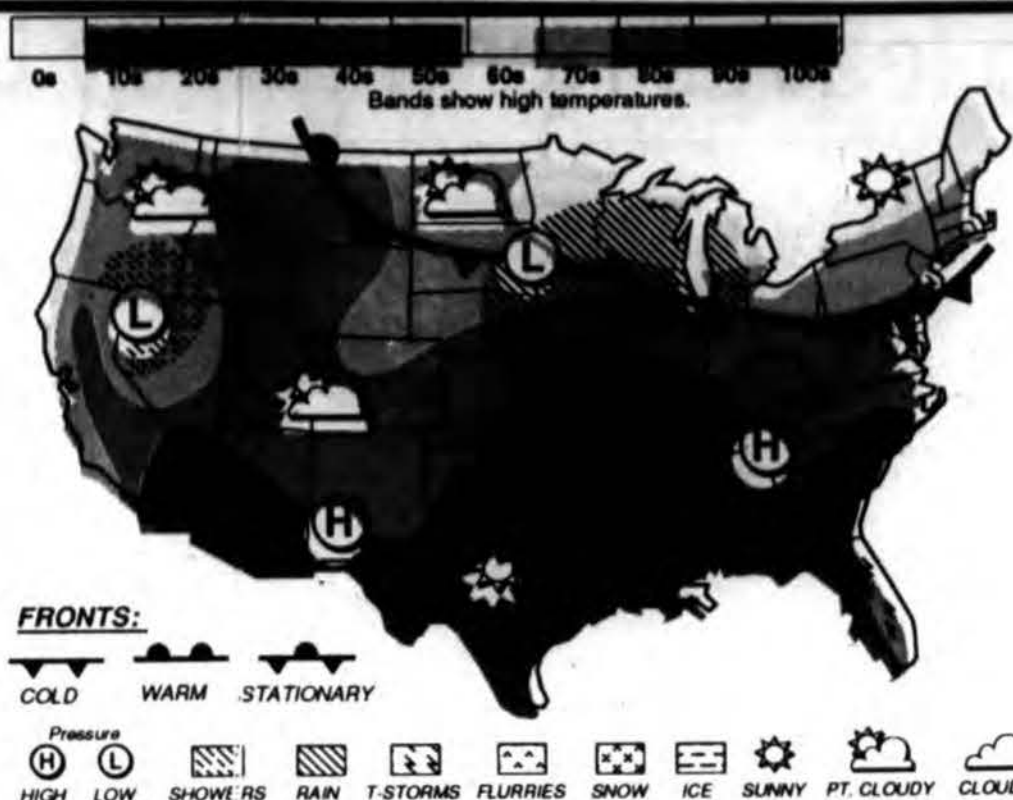 0s 10s 20s 30s 40s 50s 60s 70s 80s 90s 100s
Bands show high temperatures.
L
L
H
H
FRONTS:
COLD WARM STATIONARY
Pressure
H L
HIGH LOW SHOWERS RAIN T-STORMS FLURRIES SNOW ICE SUNNY PT. CLOUDY CLOUD